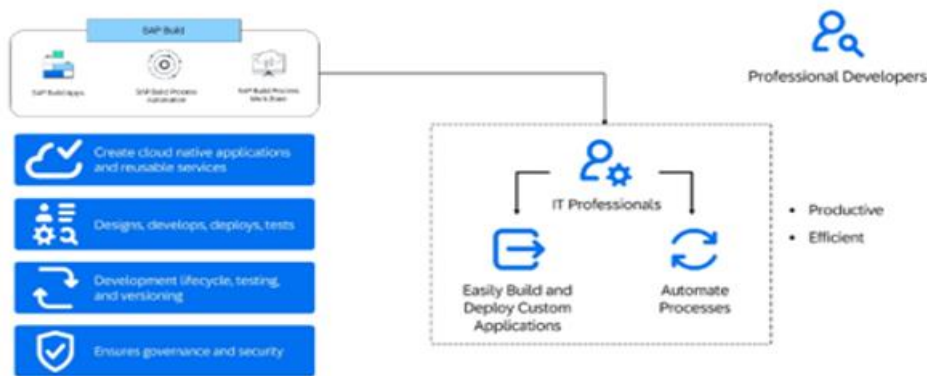 SAP Build
SAP Build Apps
SAP Build Process
Automation
SAP Build Process
Work Zone
Create cloud native applications
and reusable services
Designs, develops, deploys, tests
Development lifecycle, testing,
and versioning
Ensures governance and security
Professional Developers
IT Professionals
Easily Build and
Deploy Custom
Applications
Automate
Processes
• Productive
• Efficient